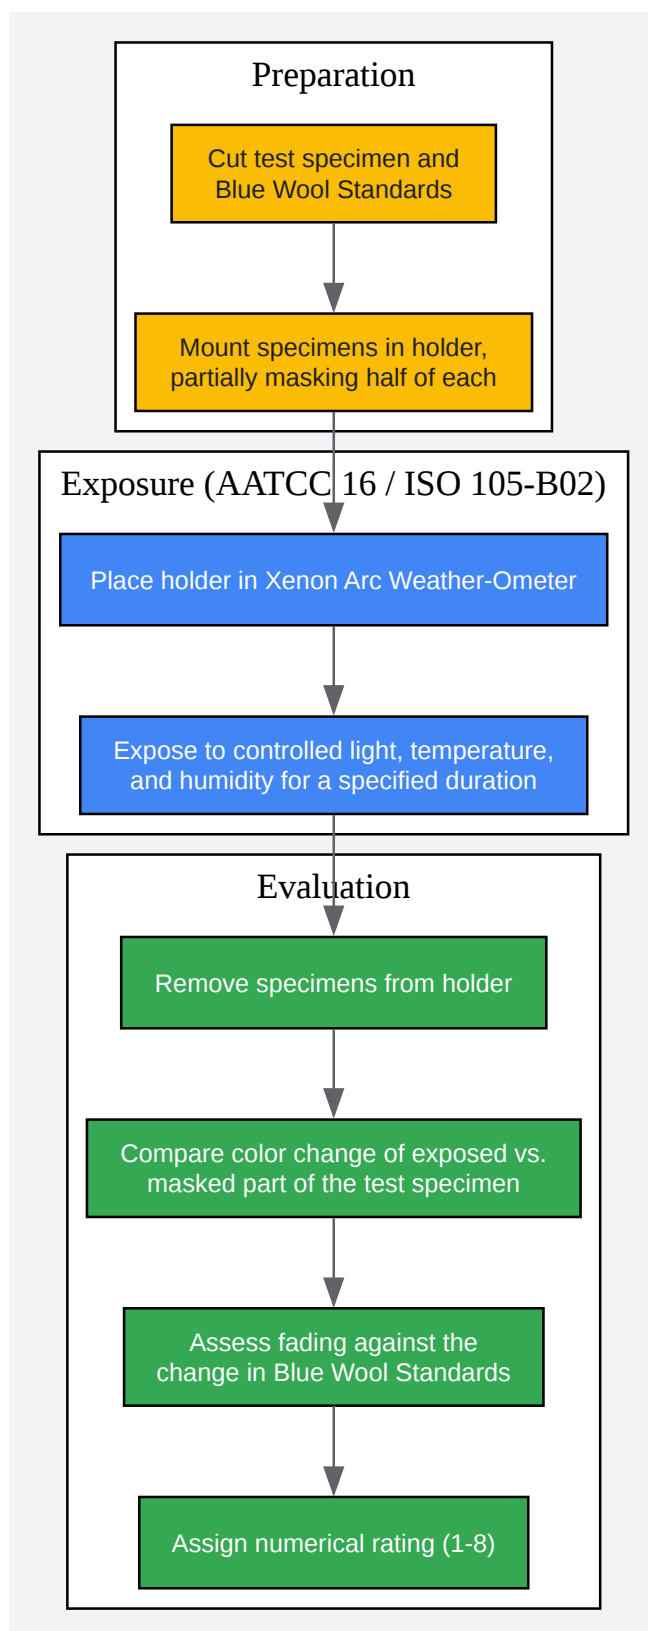 Preparation
Cut test specimen and
Blue Wool Standards
Mount specimens in holder,
partially masking half of each
Exposure (AATCC 16 / ISO 105-B02)
Place holder in Xenon Arc Weather-Ometer
Expose to controlled light, temperature,
and humidity for a specified duration
Evaluation
Remove specimens from holder
Compare color change of exposed vs.
masked part of the test specimen
Assess fading against the
change in Blue Wool Standards
Assign numerical rating (1-8)